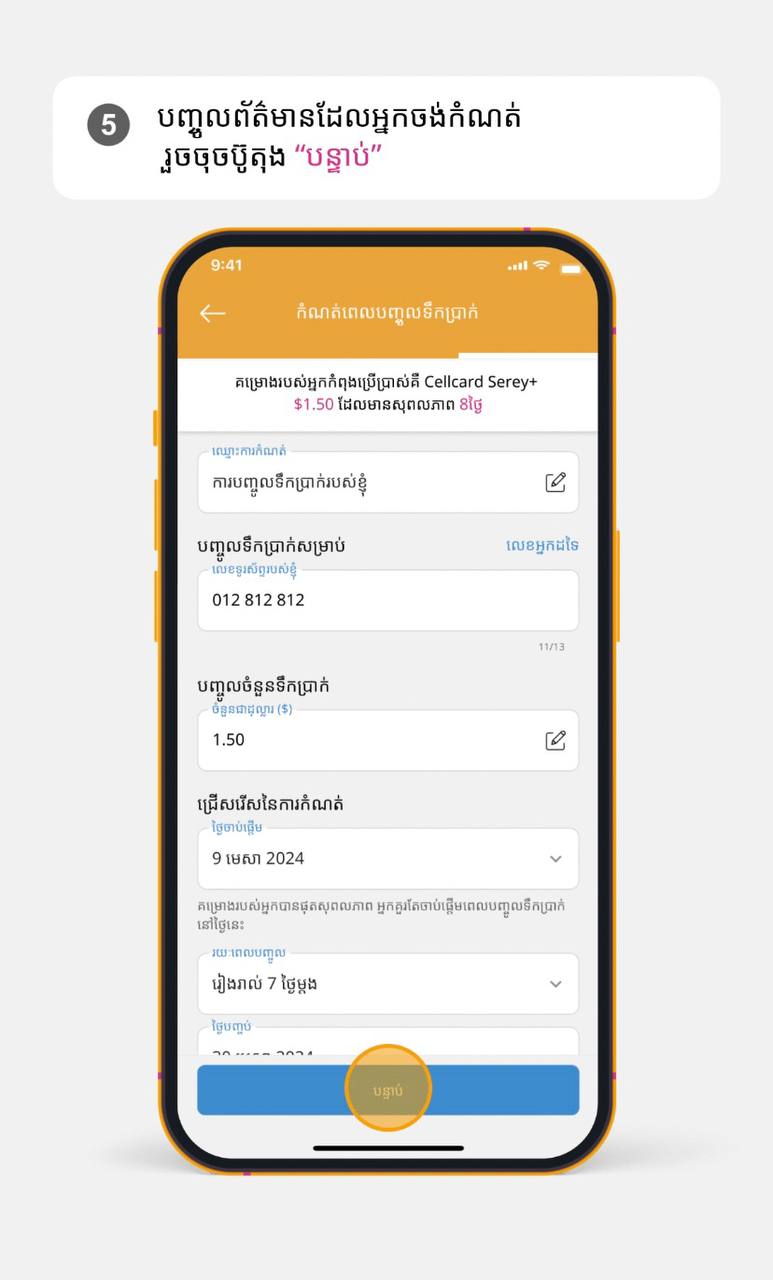 5
បញ្ចូលព័ត៌មានដែលអ្នកចង់កំណត់
រួចចុចប៊ូតុង “បន្ទាប់”
9:41
កំណត់ពេលបញ្ចូលទឹកប្រាក់
គម្រោងរបស់អ្នកកំពុងប្រើប្រាស់គឺ Cellcard Serey+
$1.50 ដែលមានសុពលភាព 8ថ្ងៃ
ឈ្មោះការកំណត់
ការបញ្ចូលទឹកប្រាក់របស់ខ្ញុំ
បញ្ចូលទឹកប្រាក់សម្រាប់ លេខអ្នកដទៃ
លេខទូរស័ព្ទរបស់ខ្ញុំ
012 812 812
11/13
បញ្ចូលចំនួនទឹកប្រាក់
ចំនួនជាដុល្លារ ($)
1.50
ជ្រើសរើសនៃការកំណត់
ថ្ងៃចាប់ផ្តើម
9 មេសា 2024
គម្រោងរបស់អ្នកបានផុតសុពលភាព អ្នកគួរតែចាប់ផ្តើមពេលបញ្ចូលទឹកប្រាក់
នៅថ្ងៃនេះ
រយៈពេលបញ្ចូល
រៀងរាល់ 7 ថ្ងៃម្តង
ថ្ងៃបញ្ចប់
បន្ទាប់